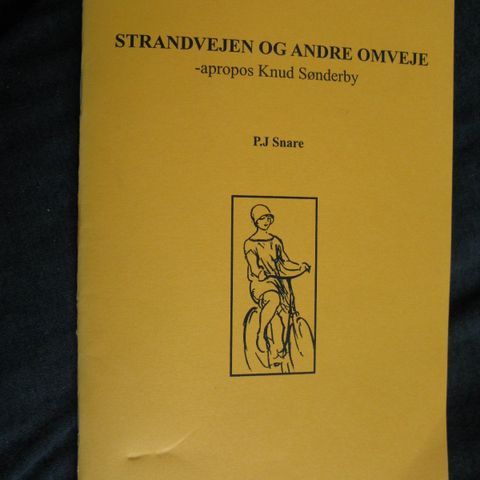 STRANDVEJEN OG ANDRE OMVEJE
-apropos Knud Sønderby
P.J Snare